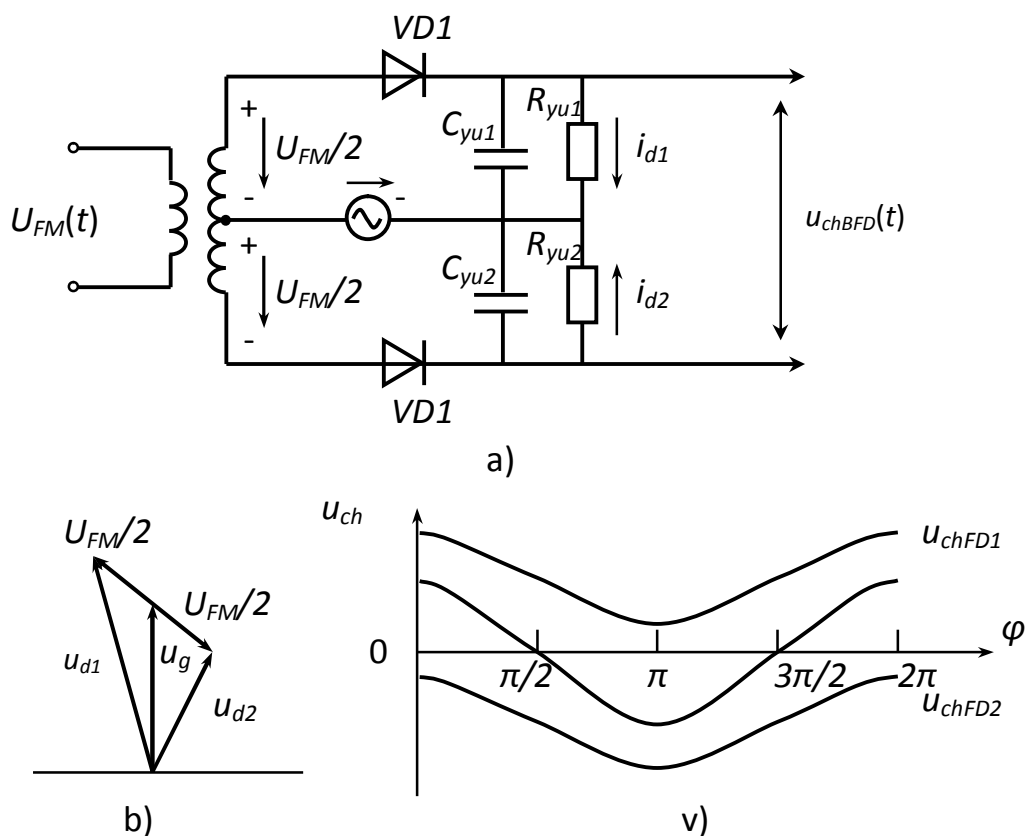 VD1
+
U_FM/2
-
U_FM(t)
+
U_FM/2
-
-
C_yu1
R_yu1
i_d1
u_chBFD(t)
C_yu2
R_yu2
i_d2
VD1
a)
U_FM/2
U_FM/2
u_d1
u_g
u_d2
b)
u_ch
u_chFD1
0
φ
π/2
π
3π/2
2π
u_chFD2
v)